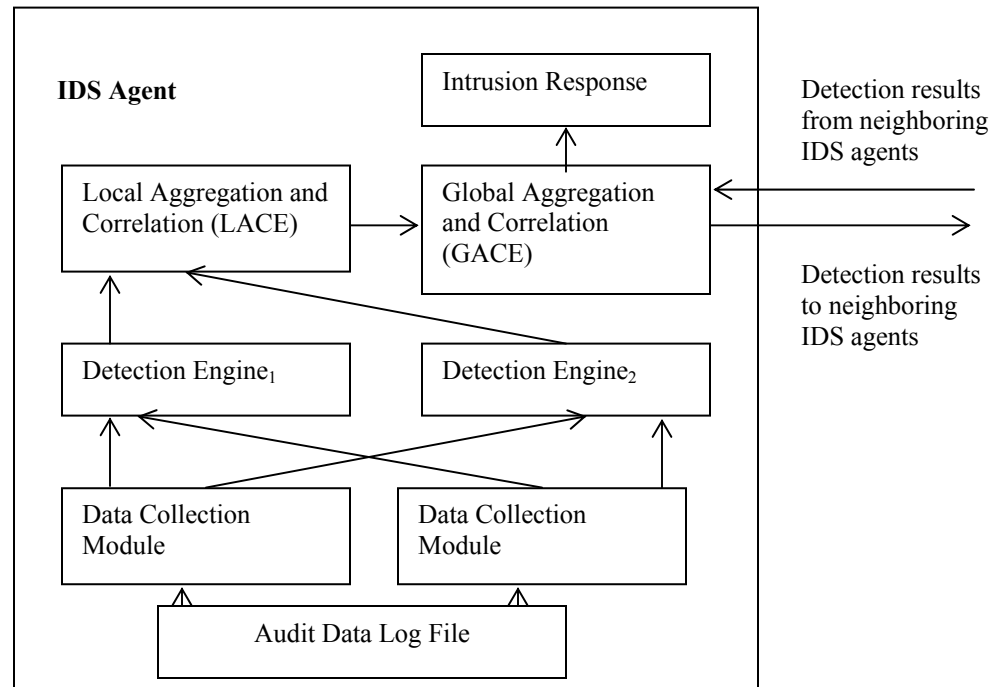 IDS Agent
Intrusion Response
Detection results
from neighboring
IDS agents
Local Aggregation and
Correlation (LACE)
Global Aggregation
and Correlation
(GACE)
Detection results
to neighboring
IDS agents
Detection Engine₁
Detection Engine₂
Data Collection
Module
Data Collection
Module
Audit Data Log File